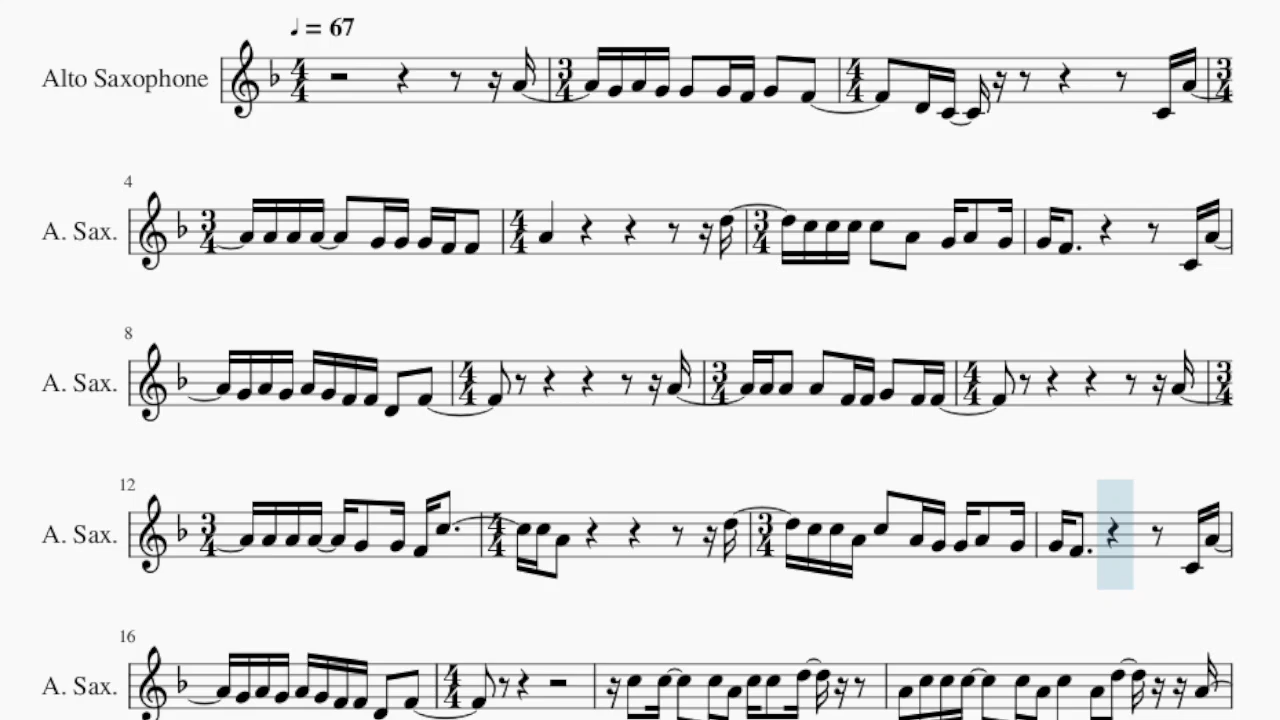 ♩ = 67
Alto Saxophone
4
A. Sax.
8
A. Sax.
12
A. Sax.
16
A. Sax.